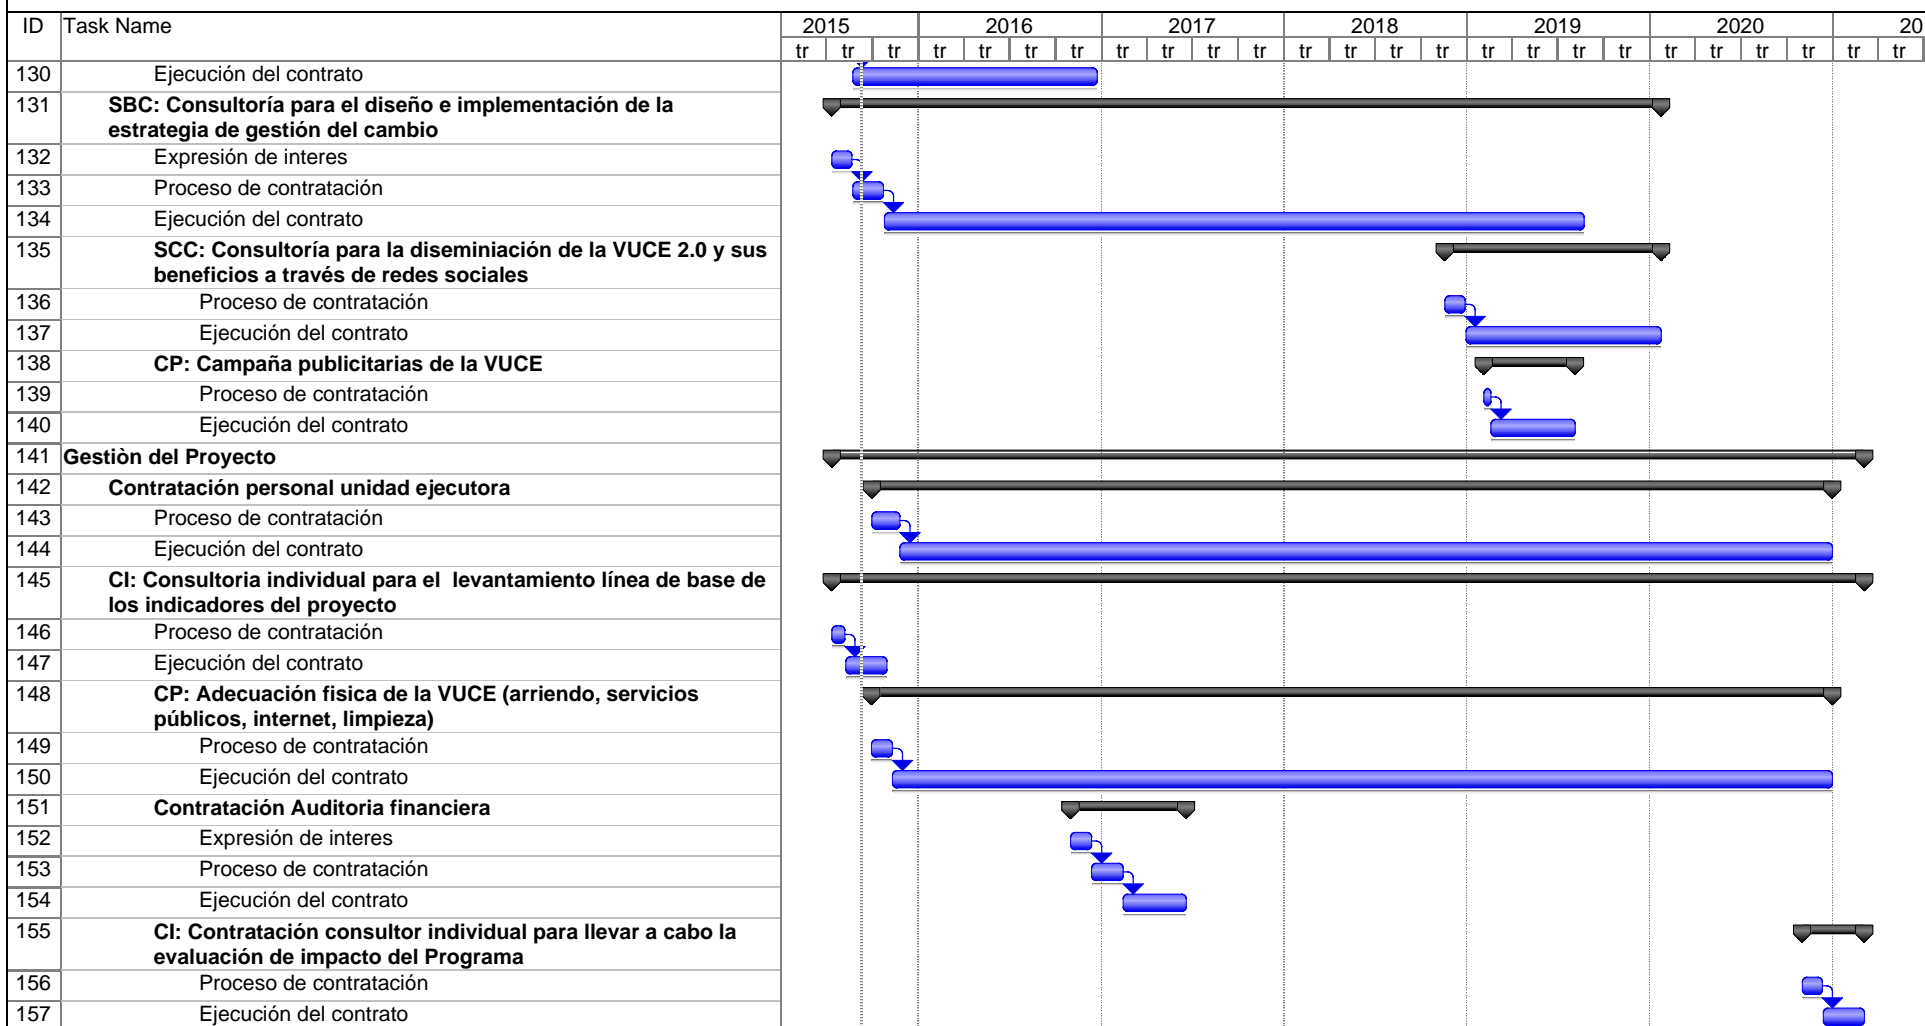 ID Task Name 2015 2016 2017 2018 2019 2020 20
tr tr tr tr tr tr tr tr tr tr tr tr tr tr tr tr tr tr tr tr tr tr tr tr tr
130 Ejecución del contrato
131 SBC: Consultoría para el diseño e implementación de la
estrategia de gestión del cambio
132 Expresión de interes
133 Proceso de contratación
134 Ejecución del contrato
135 SCC: Consultoría para la diseminiación de la VUCE 2.0 y sus
beneficios a través de redes sociales
136 Proceso de contratación
137 Ejecución del contrato
138 CP: Campaña publicitarias de la VUCE
139 Proceso de contratación
140 Ejecución del contrato
141 Gestiòn del Proyecto
142 Contratación personal unidad ejecutora
143 Proceso de contratación
144 Ejecución del contrato
145 CI: Consultoria individual para el levantamiento línea de base de
los indicadores del proyecto
146 Proceso de contratación
147 Ejecución del contrato
148 CP: Adecuación fisica de la VUCE (arriendo, servicios
públicos, internet, limpieza)
149 Proceso de contratación
150 Ejecución del contrato
151 Contratación Auditoria financiera
152 Expresión de interes
153 Proceso de contratación
154 Ejecución del contrato
155 CI: Contratación consultor individual para llevar a cabo la
evaluación de impacto del Programa
156 Proceso de contratación
157 Ejecución del contrato